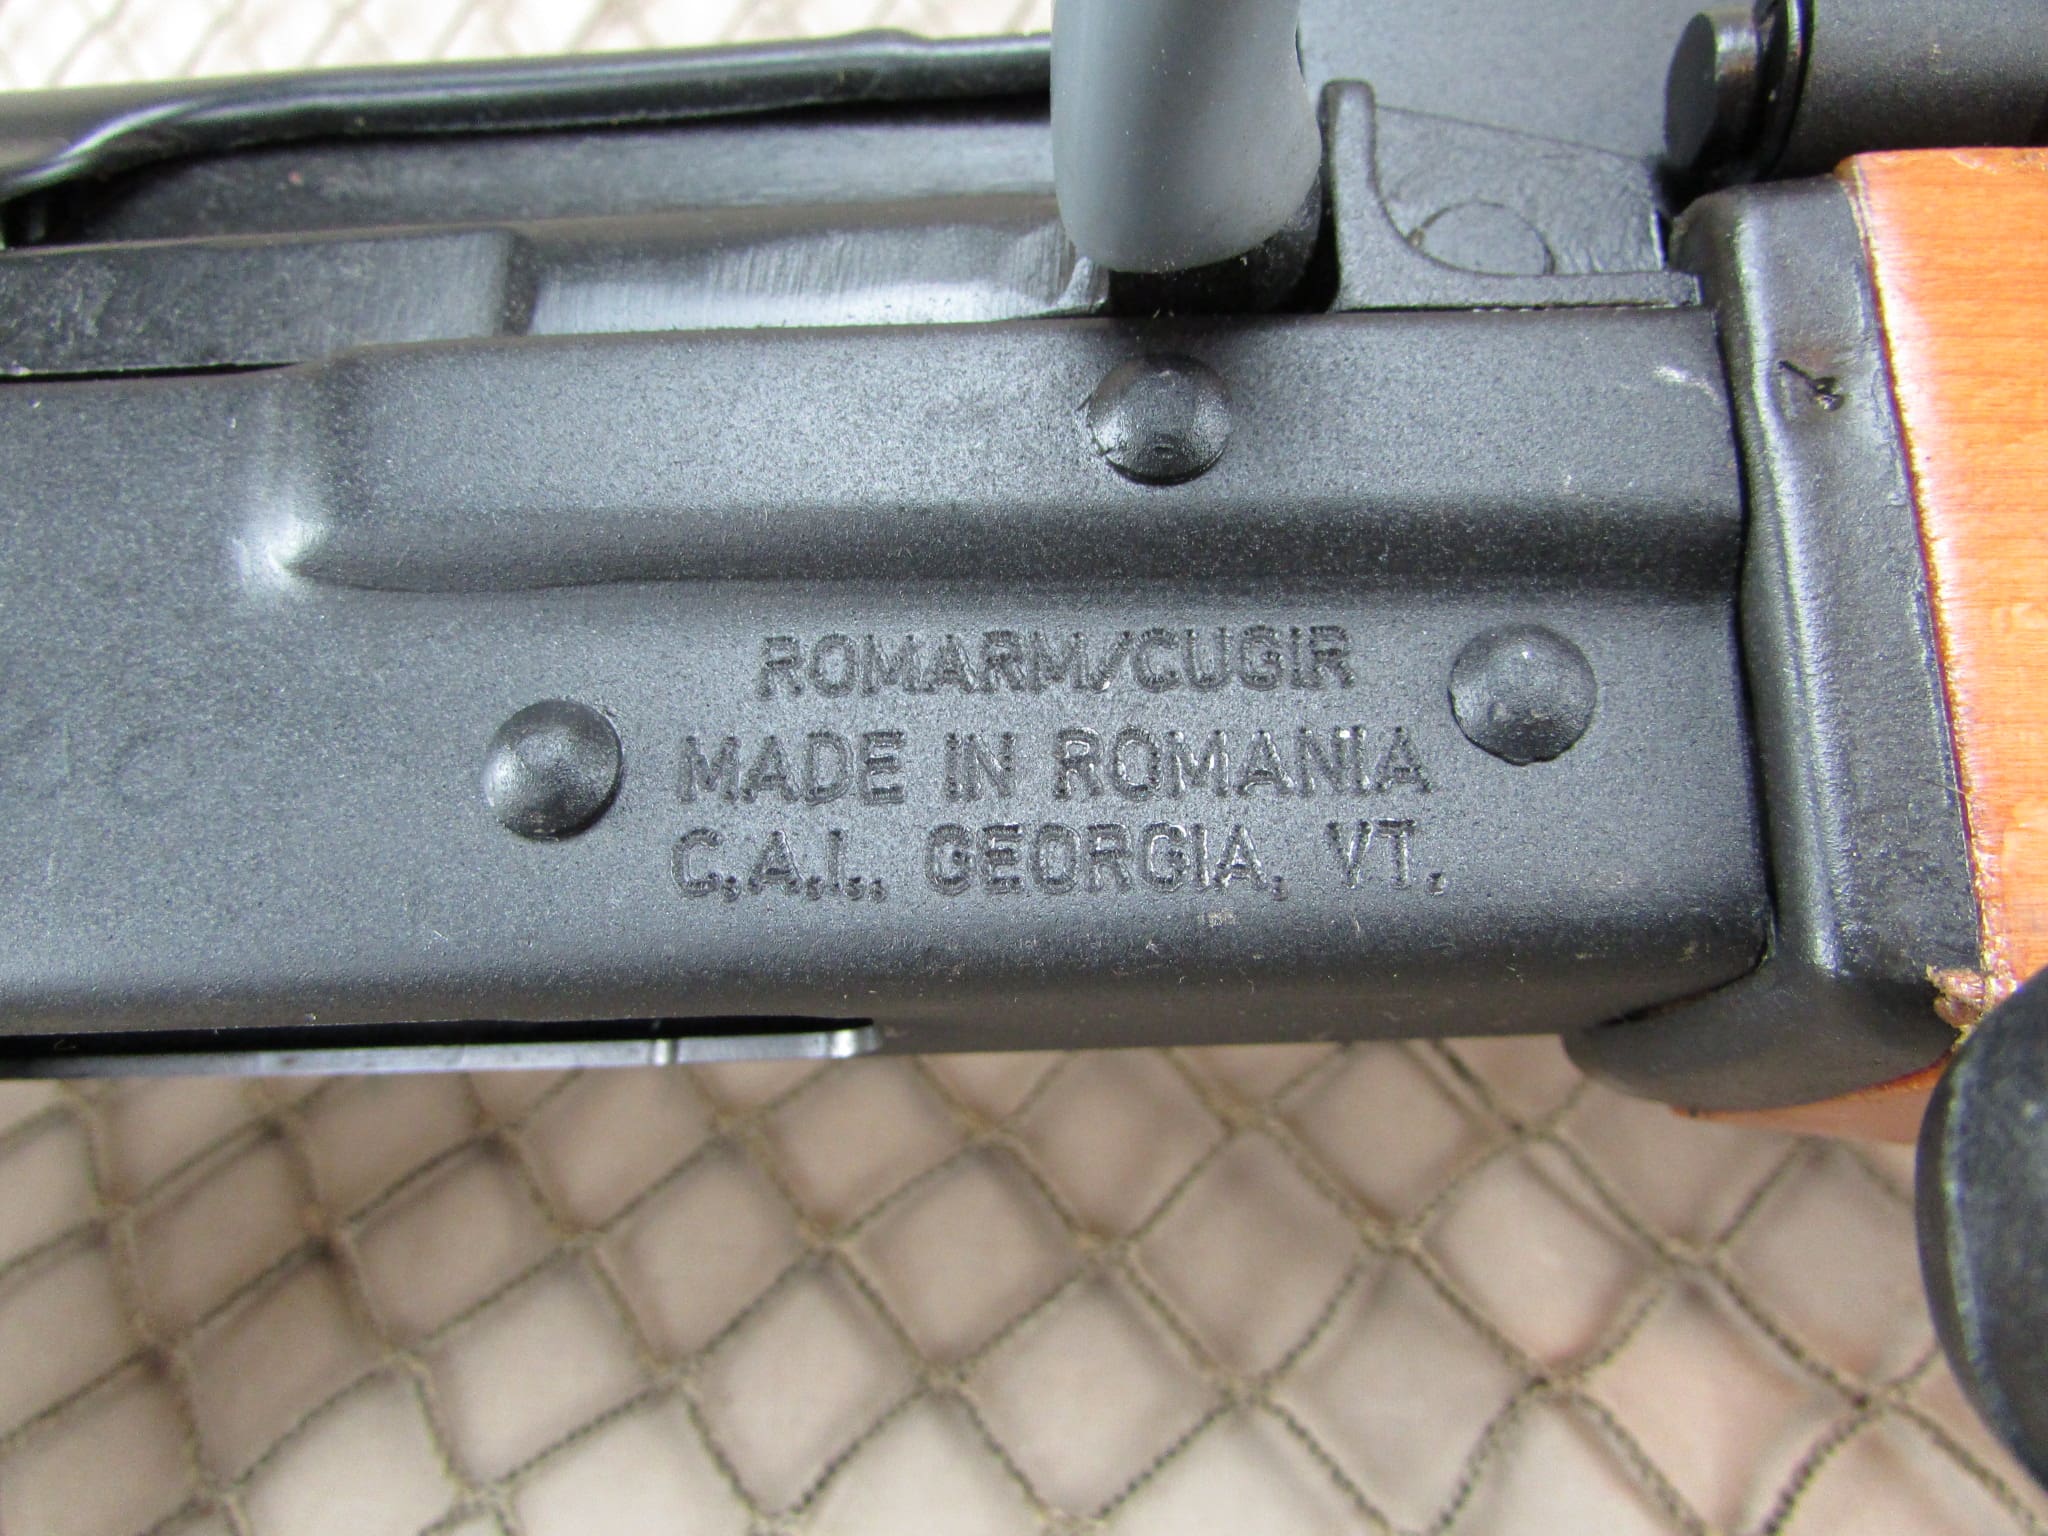 ROMARM/CUGIR
MADE IN ROMANIA
C.A.I., GEORGIA, VT.